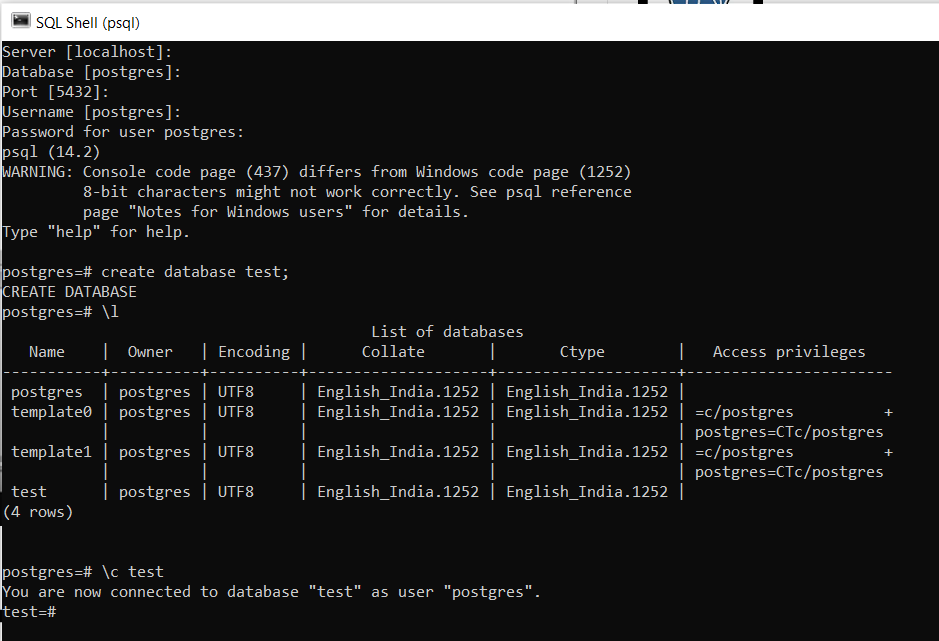 SQL Shell (psql)
Server [localhost]:
Database [postgres]:
Port [5432]:
Username [postgres]:
Password for user postgres:
psql (14.2)
WARNING: Console code page (437) differs from Windows code page (1252)
         8-bit characters might not work correctly. See psql reference
         page "Notes for Windows users" for details.
Type "help" for help.

postgres=# create database test;
CREATE DATABASE
postgres=# \l
                                         List of databases
   Name    |  Owner   | Encoding |      Collate       |       Ctype        |   Access privileges
-----------+----------+----------+--------------------+--------------------+-----------------------
 postgres  | postgres | UTF8     | English_India.1252 | English_India.1252 |
 template0 | postgres | UTF8     | English_India.1252 | English_India.1252 | =c/postgres          +
           |          |          |                    |                    | postgres=CTc/postgres
 template1 | postgres | UTF8     | English_India.1252 | English_India.1252 | =c/postgres          +
           |          |          |                    |                    | postgres=CTc/postgres
 test      | postgres | UTF8     | English_India.1252 | English_India.1252 |
(4 rows)

postgres=# \c test
You are now connected to database "test" as user "postgres".
test=#